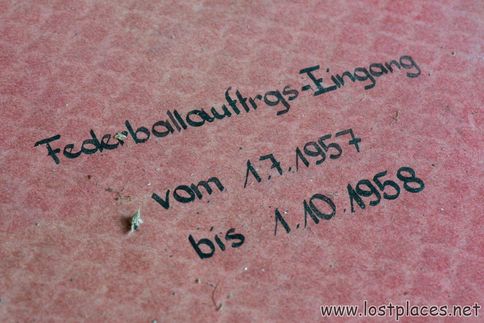 Federballauftrgs-Eingang
vom 1.7.1957
bis 1.10.1958
www.lostplaces.net